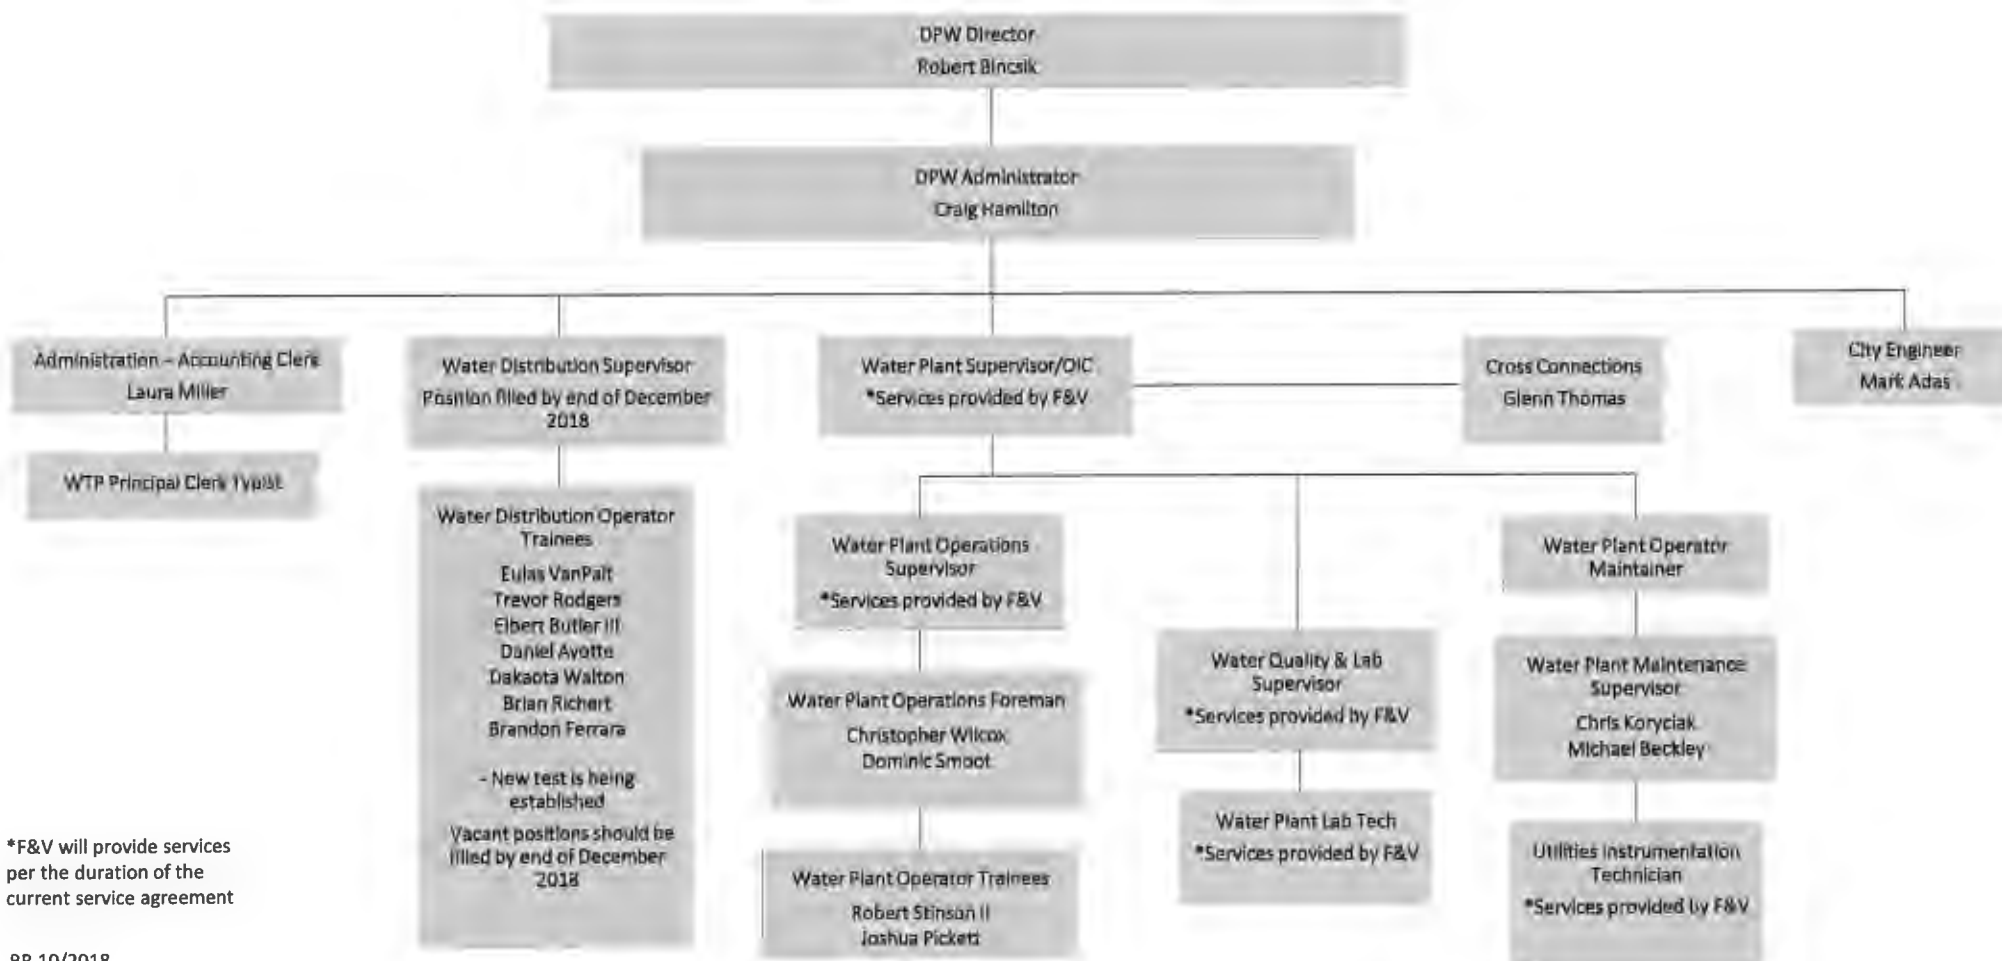 DPW Director
Robert Bincsik
DPW Administrator
Craig Hamilton
Administration – Accounting Clerk
Laura Miller
WTP Principal Clerk Typist
Water Distribution Supervisor
Position filled by end of December
2018
Water Distribution Operator
Trainees
Eulas VanPalt
Trevor Rodgers
Elbert Butler III
Daniel Ayotte
Dakaota Walton
Brian Richert
Brandon Ferrara
- New test is being
established
Vacant positions should be
filled by end of December
2018
Water Plant Supervisor/OIC
*Services provided by F&V
Cross Connections
Glenn Thomas
City Engineer
Mark Adas
Water Plant Operations
Supervisor
*Services provided by F&V
Water Plant Operations Foreman
Christopher Wilcox
Dominic Smoot
Water Plant Operator Trainees
Robert Stinson II
Joshua Pickett
Water Quality & Lab
Supervisor
*Services provided by F&V
Water Plant Lab Tech
*Services provided by F&V
Water Plant Operator
Maintainer
Water Plant Maintenance
Supervisor
Chris Koryciak
Michael Beckley
Utilities Instrumentation
Technician
*Services provided by F&V
*F&V will provide services
per the duration of the
current service agreement
10/2018